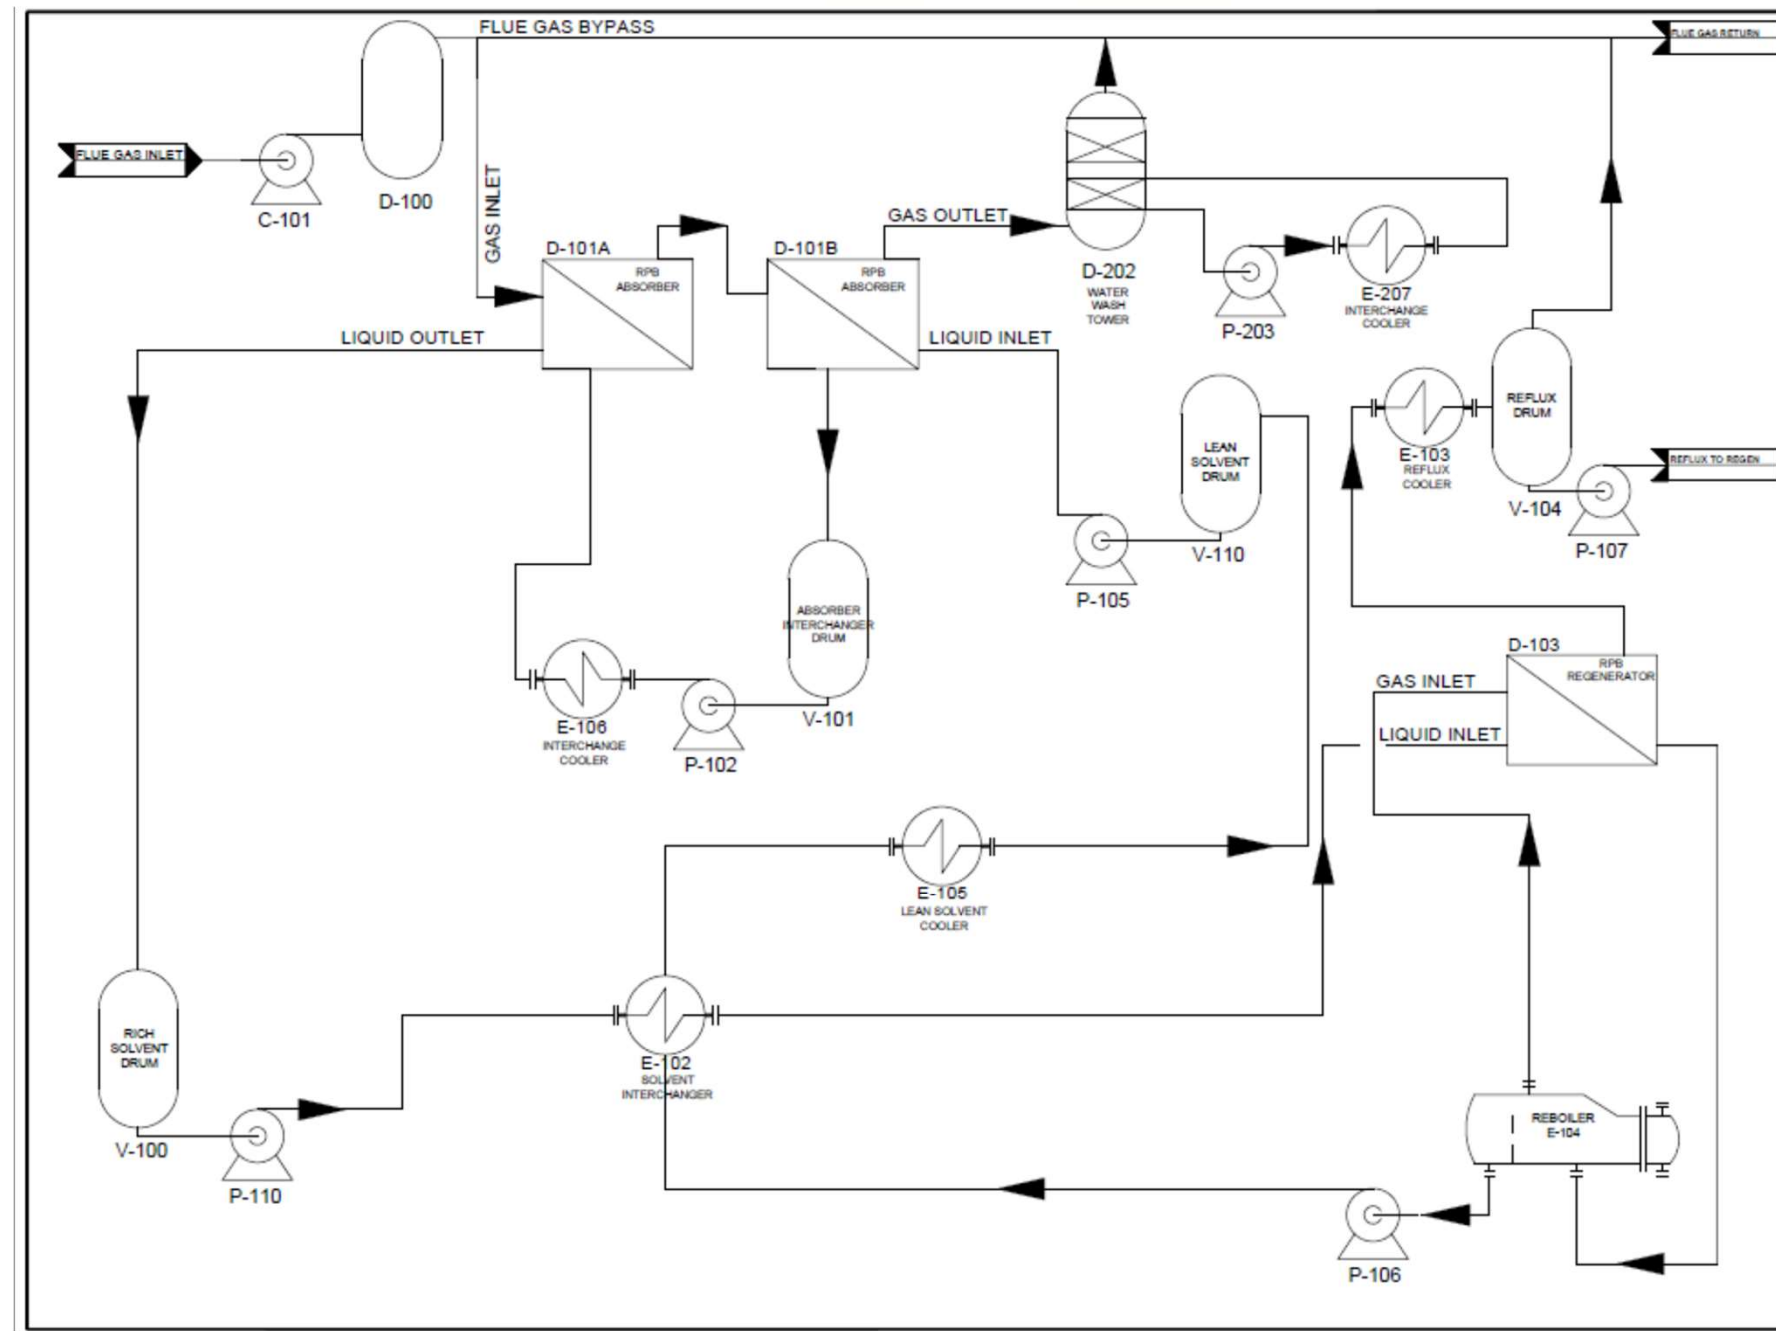 FLUE GAS BYPASS
FLUE GAS RETURN
FLUE GAS INLET
C-101
D-100
GAS INLET
D-101A
RPB
ABSORBER
D-101B
RPB
ABSORBER
GAS OUTLET
D-202
WATER
WASH
TOWER
P-203
E-207
INTERCHANGE
COOLER
LIQUID OUTLET
LIQUID INLET
REFLUX
DRUM
V-104
E-103
REFLUX
COOLER
REFLUX TO REGEN
P-107
LEAN
SOLVENT
DRUM
V-110
P-105
ABSORBER
INTERCHANGER
DRUM
V-101
E-106
INTERCHANGE
COOLER
P-102
D-103
RPB
REGENERATOR
GAS INLET
LIQUID INLET
E-105
LEAN SOLVENT
COOLER
RICH
SOLVENT
DRUM
V-100
P-110
E-102
SOLVENT
INTERCHANGER
REBOILER
E-104
P-106